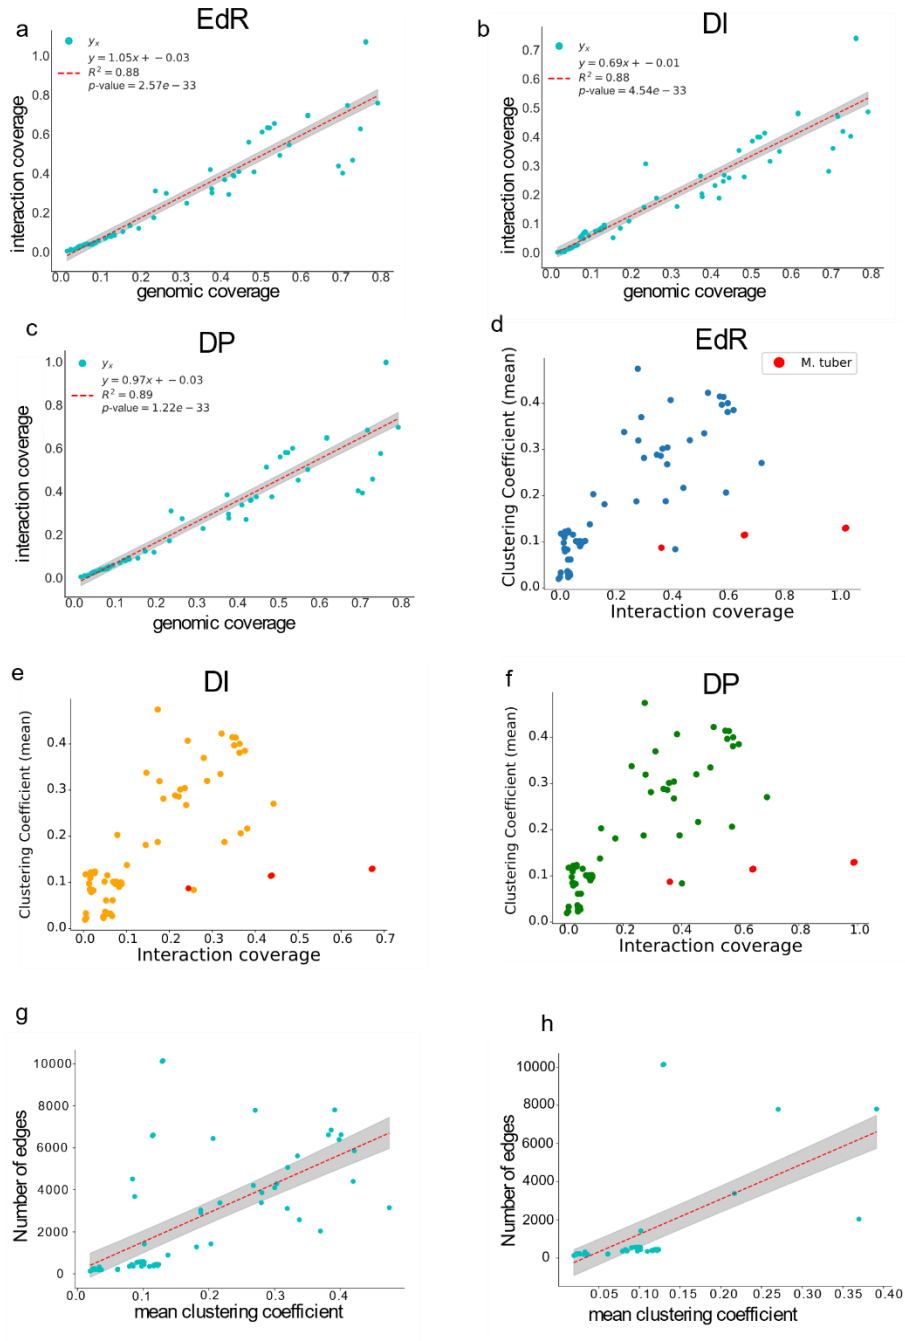 a
EdR
y_x
y = 1.05x + −0.03
R² = 0.88
p-value = 2.57e − 33
1.0
0.8
0.6
0.4
0.2
0.0
interaction coverage
0.0 0.1 0.2 0.3 0.4 0.5 0.6 0.7 0.8
genomic coverage
b
DI
y_x
y = 0.69x + −0.01
R² = 0.88
p-value = 4.54e − 33
0.7
0.6
0.5
0.4
0.3
0.2
0.1
0.0
interaction coverage
0.0 0.1 0.2 0.3 0.4 0.5 0.6 0.7 0.8
genomic coverage
c
DP
y_x
y = 0.97x + −0.03
R² = 0.89
p-value = 1.22e − 33
1.0
0.8
0.6
0.4
0.2
0.0
interaction coverage
0.0 0.1 0.2 0.3 0.4 0.5 0.6 0.7 0.8
genomic coverage
d
EdR
M. tuber
0.4
0.3
0.2
0.1
0.0
Clustering Coefficient (mean)
0.0 0.2 0.4 0.6 0.8 1.0
Interaction coverage
e
DI
0.4
0.3
0.2
0.1
0.0
Clustering Coefficient (mean)
0.0 0.1 0.2 0.3 0.4 0.5 0.6 0.7
Interaction coverage
f
DP
0.4
0.3
0.2
0.1
0.0
Clustering Coefficient (mean)
0.0 0.2 0.4 0.6 0.8 1.0
Interaction coverage
g
10000
8000
6000
4000
2000
0
Number of edges
0.0 0.1 0.2 0.3 0.4
mean clustering coefficient
h
10000
8000
6000
4000
2000
0
Number of edges
0.05 0.10 0.15 0.20 0.25 0.30 0.35 0.40
mean clustering coefficient